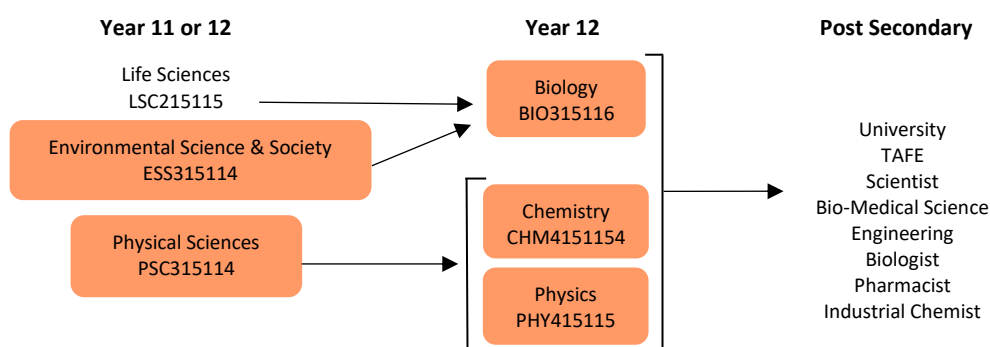 Year 11 or 12
Life Sciences
LSC215115
Environmental Science & Society
ESS315114
Physical Sciences
PSC315114
Year 12
Biology
BIO315116
Chemistry
CHM4151154
Physics
PHY415115
Post Secondary
University
TAFE
Scientist
Bio-Medical Science
Engineering
Biologist
Pharmacist
Industrial Chemist